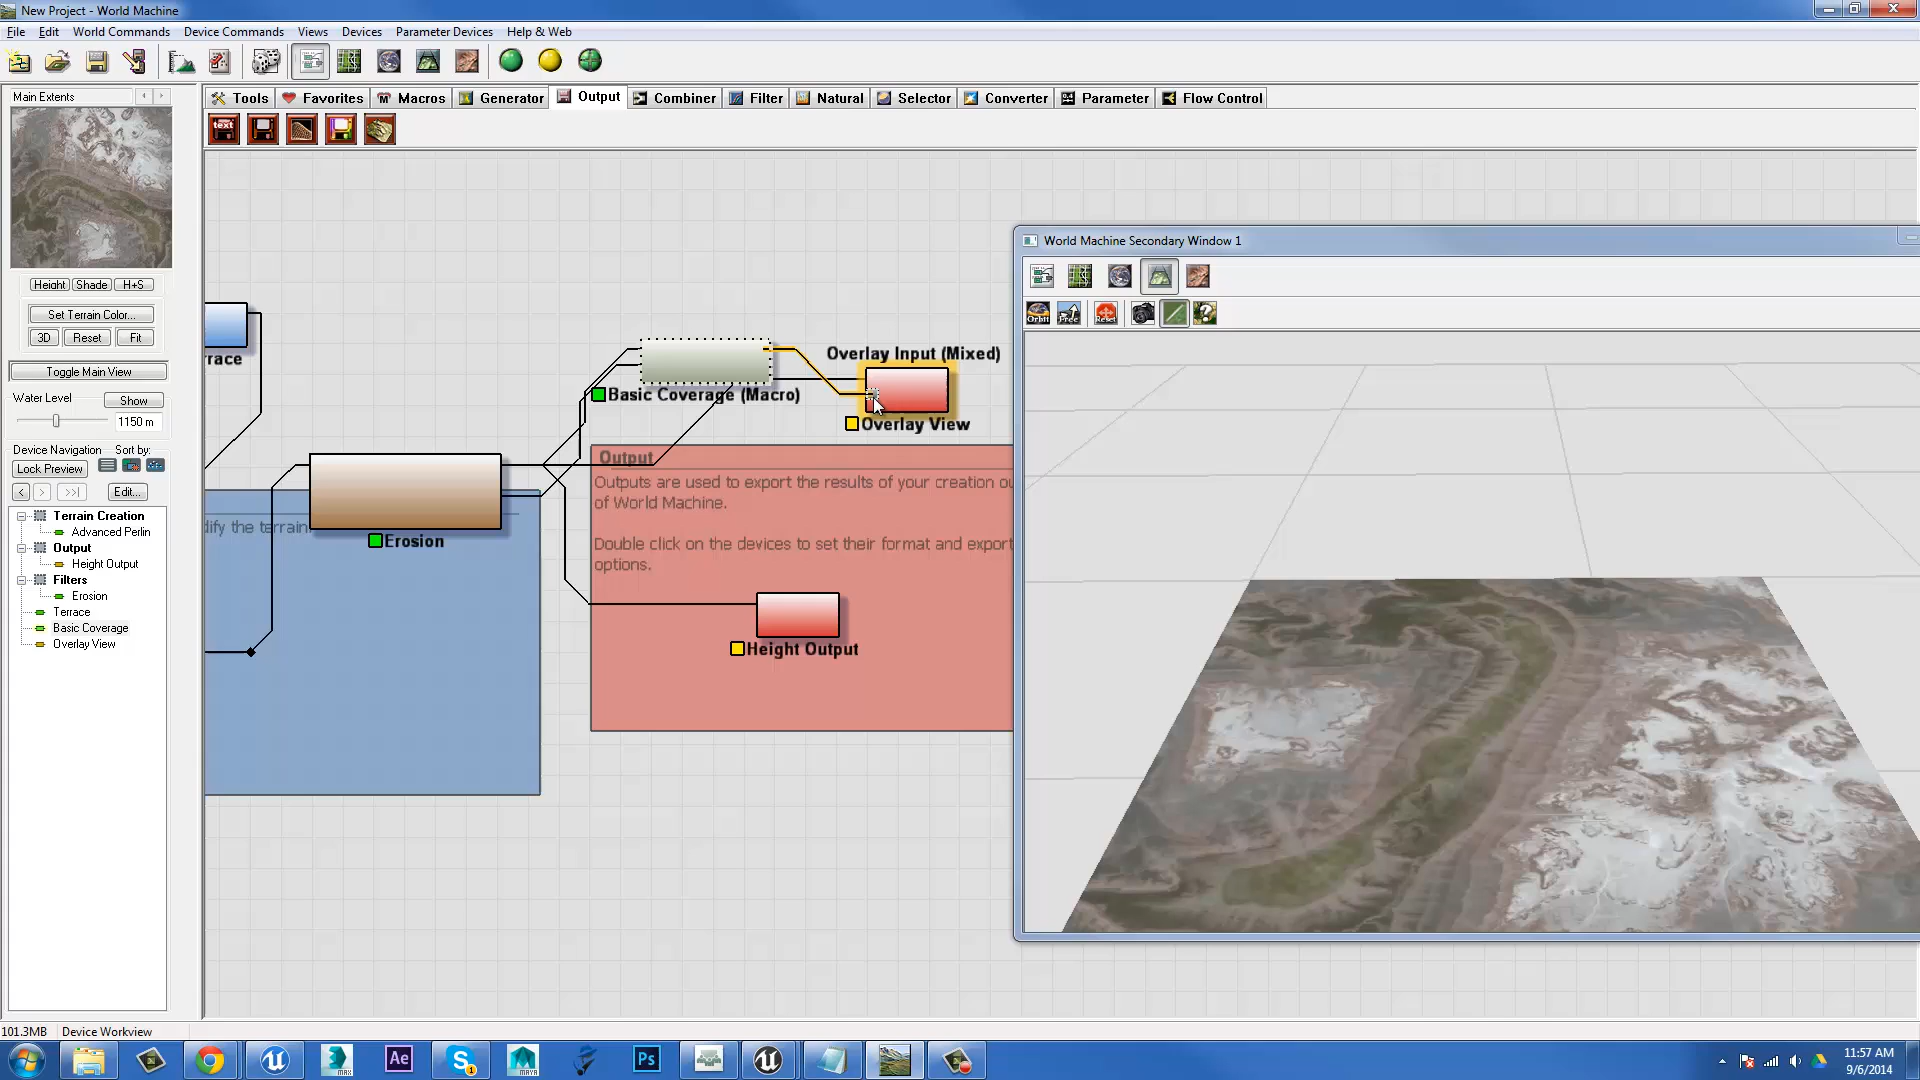 New Project - World Machine
File Edit World Commands Device Commands Views Devices Parameter Devices Help & Web
Main Extents
Tools Favorites Macros Generator Output Combiner Filter Natural Selector Converter Parameter Flow Control
text
Height Shade H+S
Set Terrain Color...
3D Reset Fit
Toggle Main View
Water Level Show
1150 m
Device Navigation Sort by:
Lock Preview
< > >>| Edit...
Terrain Creation
Advanced Perlin
Output
Height Output
Filters
Erosion
Terrace
Basic Coverage
Overlay View
rrace
Basic Coverage (Macro)
Overlay Input (Mixed)
Overlay View
Erosion
dify the terrain
Output
Outputs are used to export the results of your creation ou
of World Machine.
Double click on the devices to set their format and export
options.
Height Output
World Machine Secondary Window 1
Orbit Free Reset
101.3MB Device Workview
MAX Ae S 1 MAYA Ps
11:57 AM
9/6/2014